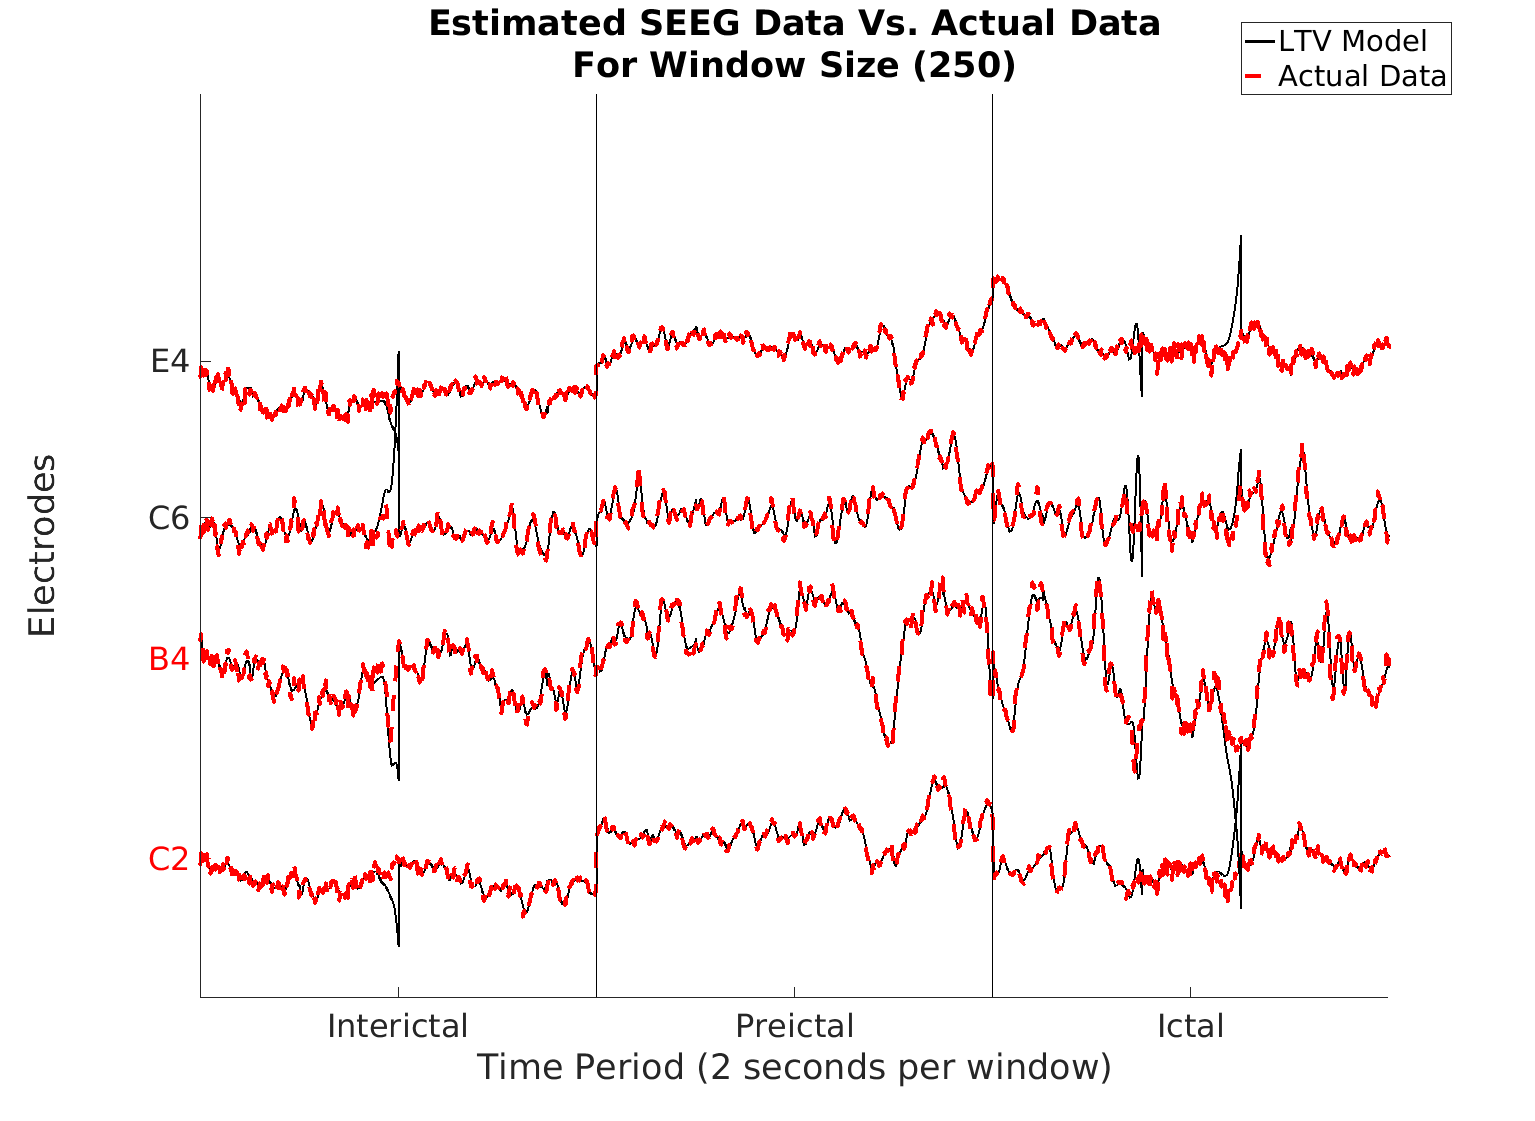 Estimated SEEG Data Vs. Actual Data
For Window Size (250)
LTV Model
Actual Data
E4
C6
B4
C2
Electrodes
Interictal
Preictal
Ictal
Time Period (2 seconds per window)